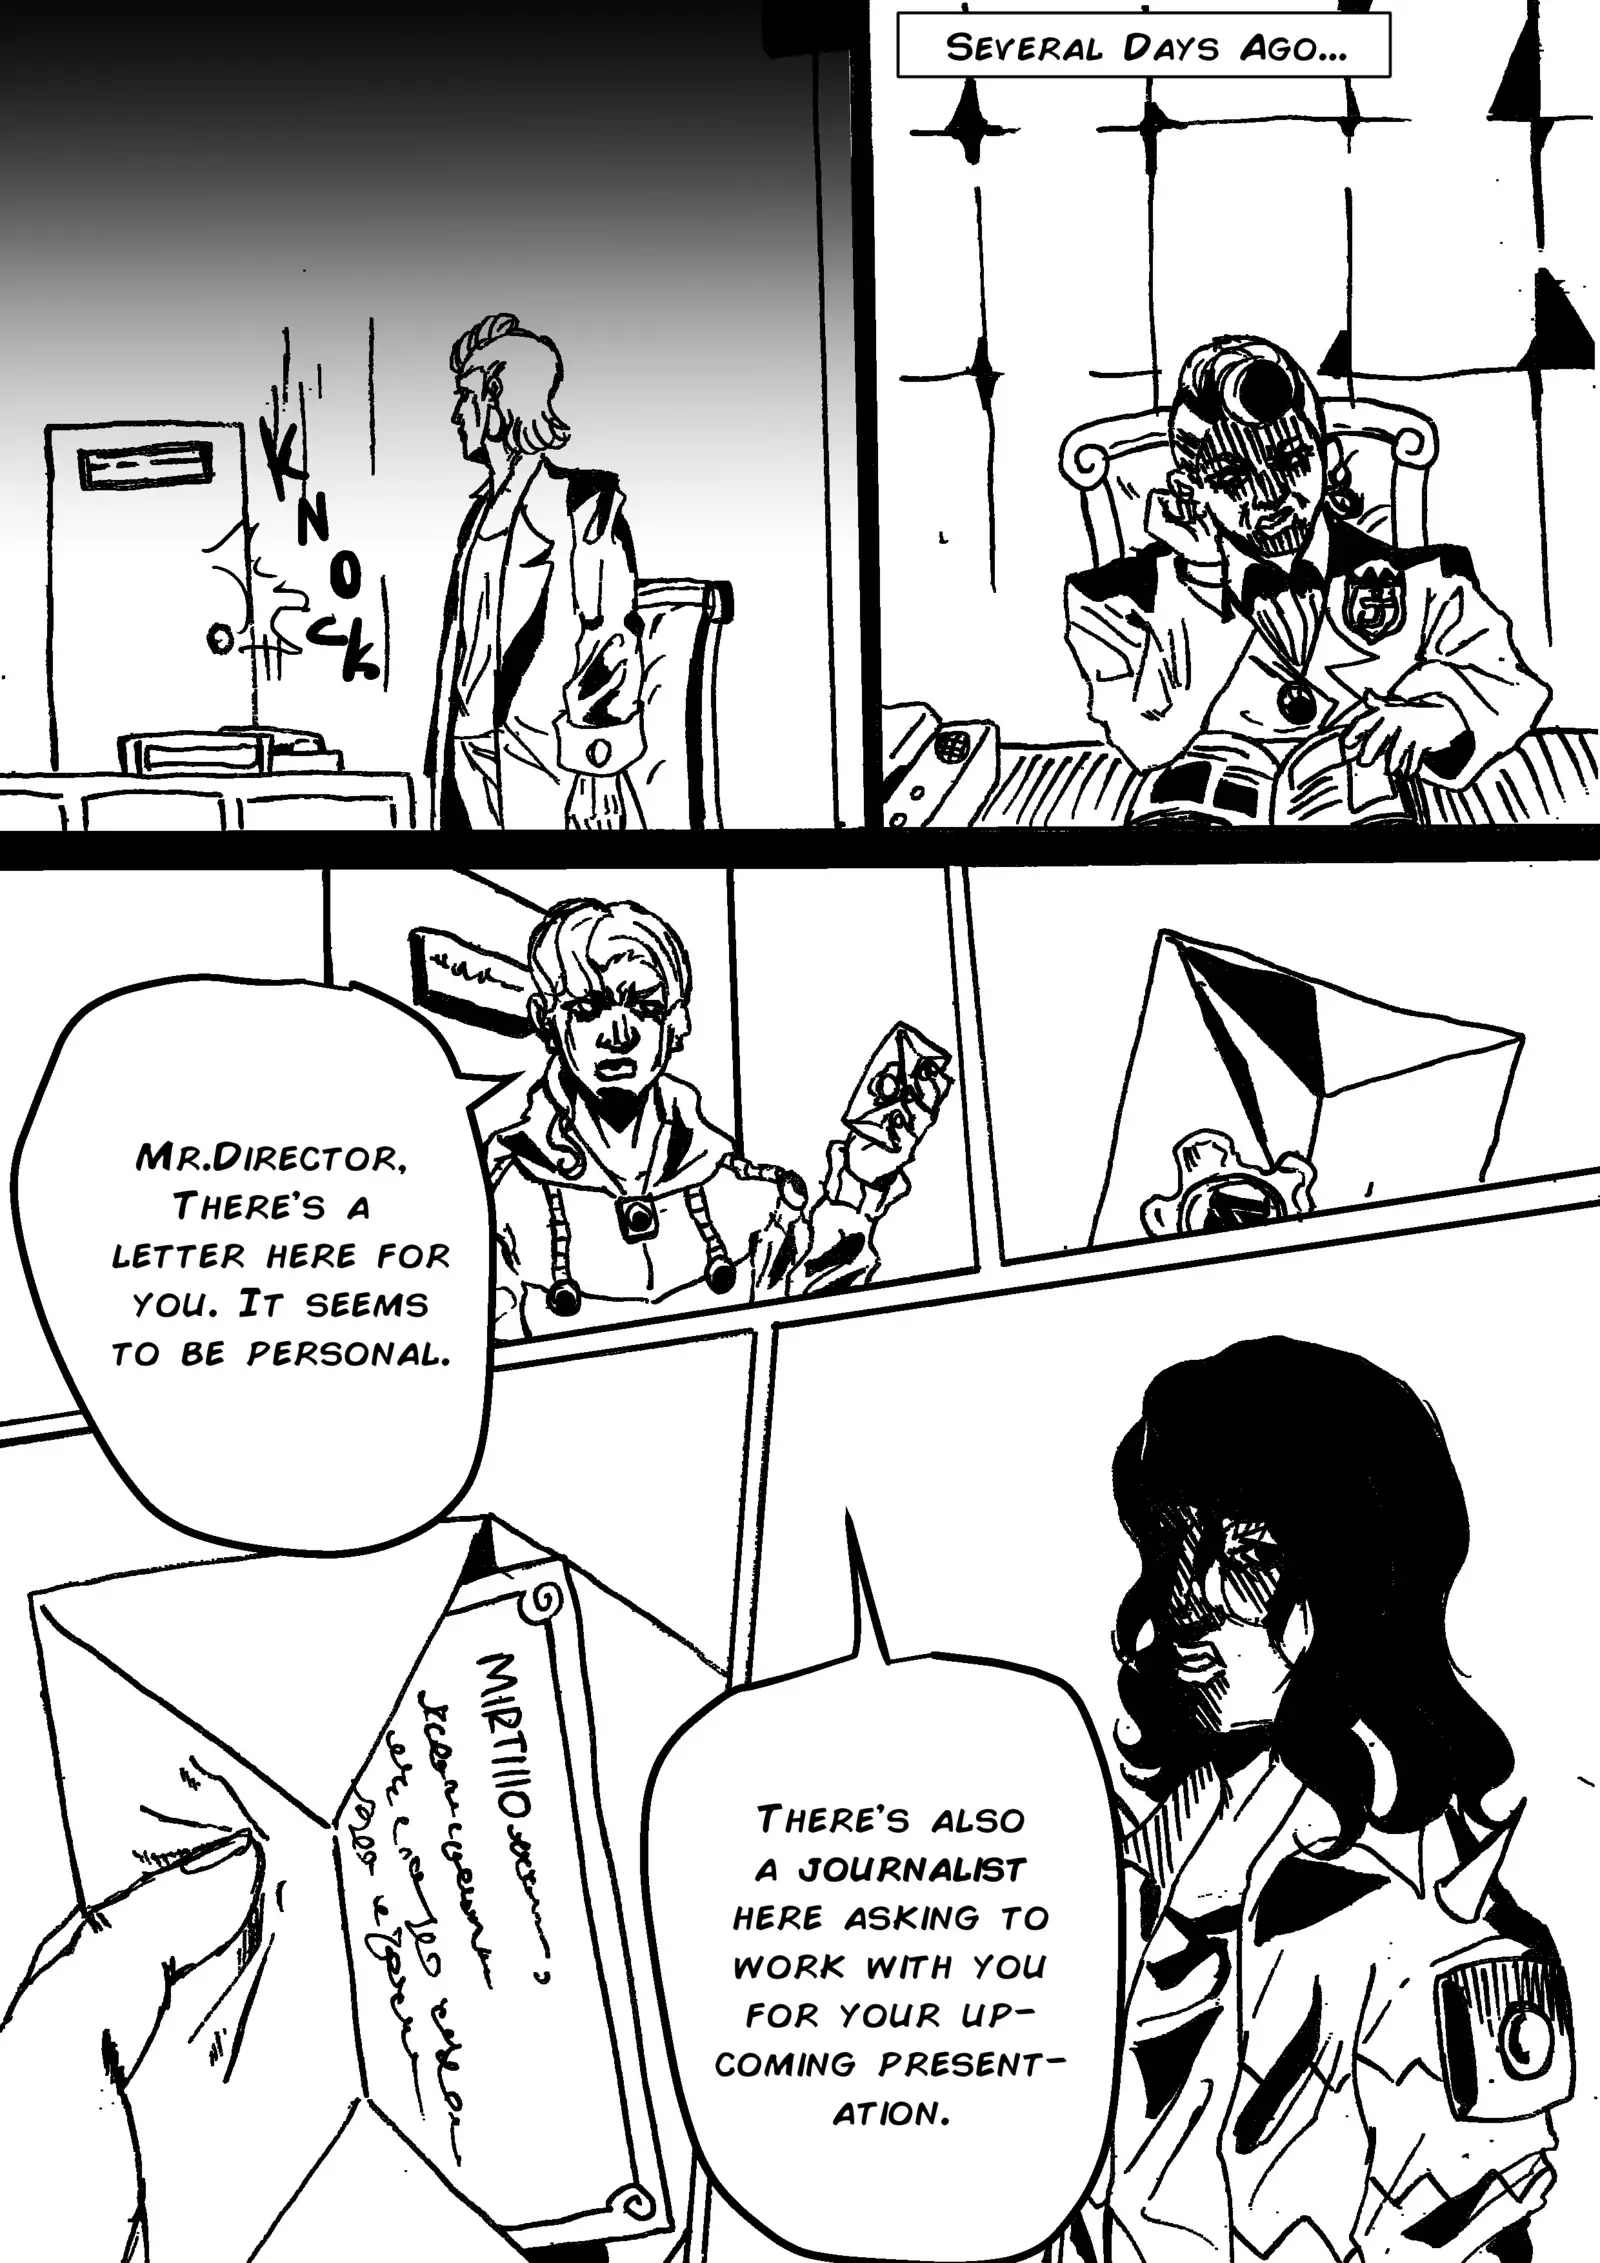 SEVERAL DAYS AGO...
KNOCK
MR.DIRECTOR,
THERE'S A
LETTER HERE FOR
YOU. IT SEEMS
TO BE PERSONAL.
MIRTILLO
THERE'S ALSO
A JOURNALIST
HERE ASKING TO
WORK WITH YOU
FOR YOUR UP-
COMING PRESENT-
ATION.